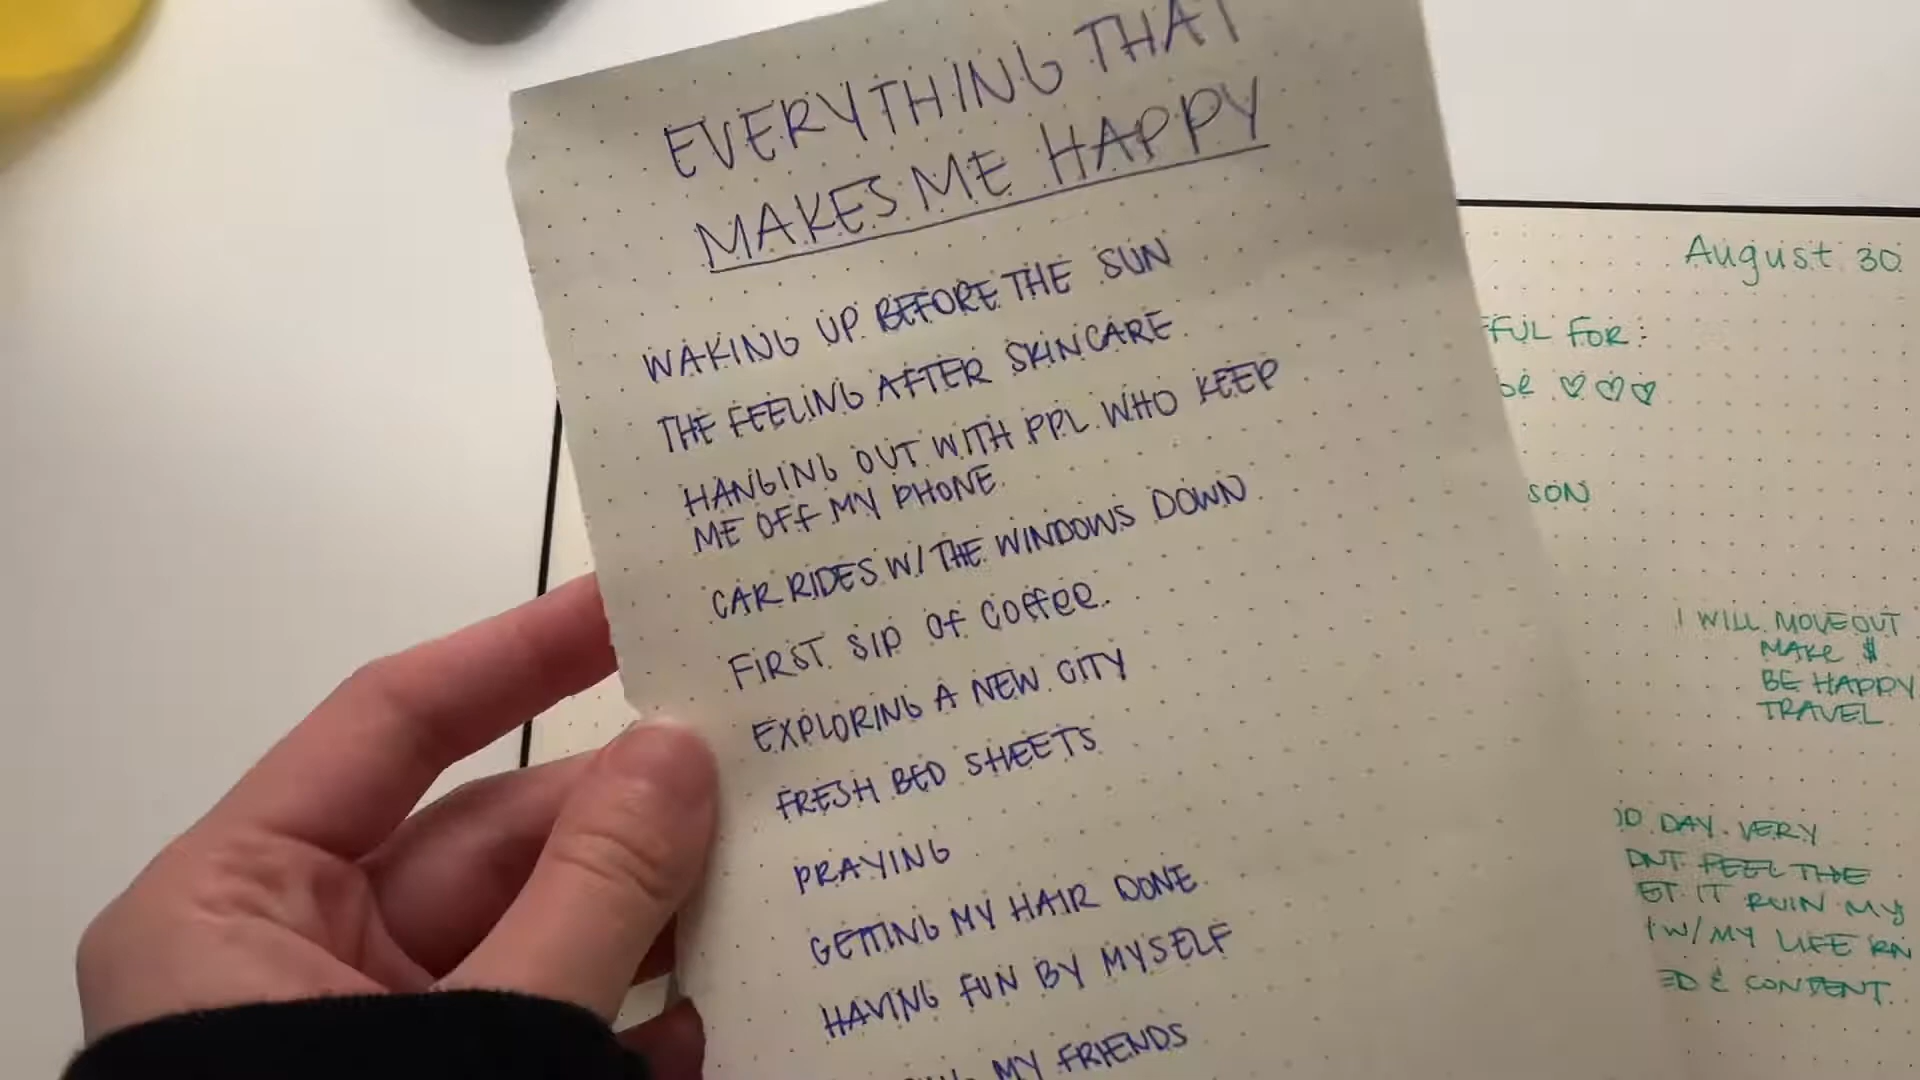 EVERYTHING THAT
MAKES ME HAPPY
WAKING UP BEFORE THE SUN
THE FEELING AFTER SKINCARE
HANGING OUT WITH PPL WHO KEEP
ME OFF MY PHONE
CAR RIDES W/ THE WINDOWS DOWN
FIRST SIP OF COFFEE
EXPLORING A NEW CITY
FRESH BED SHEETS
PRAYING
GETTING MY HAIR DONE
HAVING FUN BY MYSELF
MY FRIENDS
August 30
FOR:
I WILL MOVE OUT
MAKE $
BE HAPPY
TRAVEL
DAY. VERY
FEEL THE
IT RUIN MY
W/ MY LIFE RN
& CONTENT.